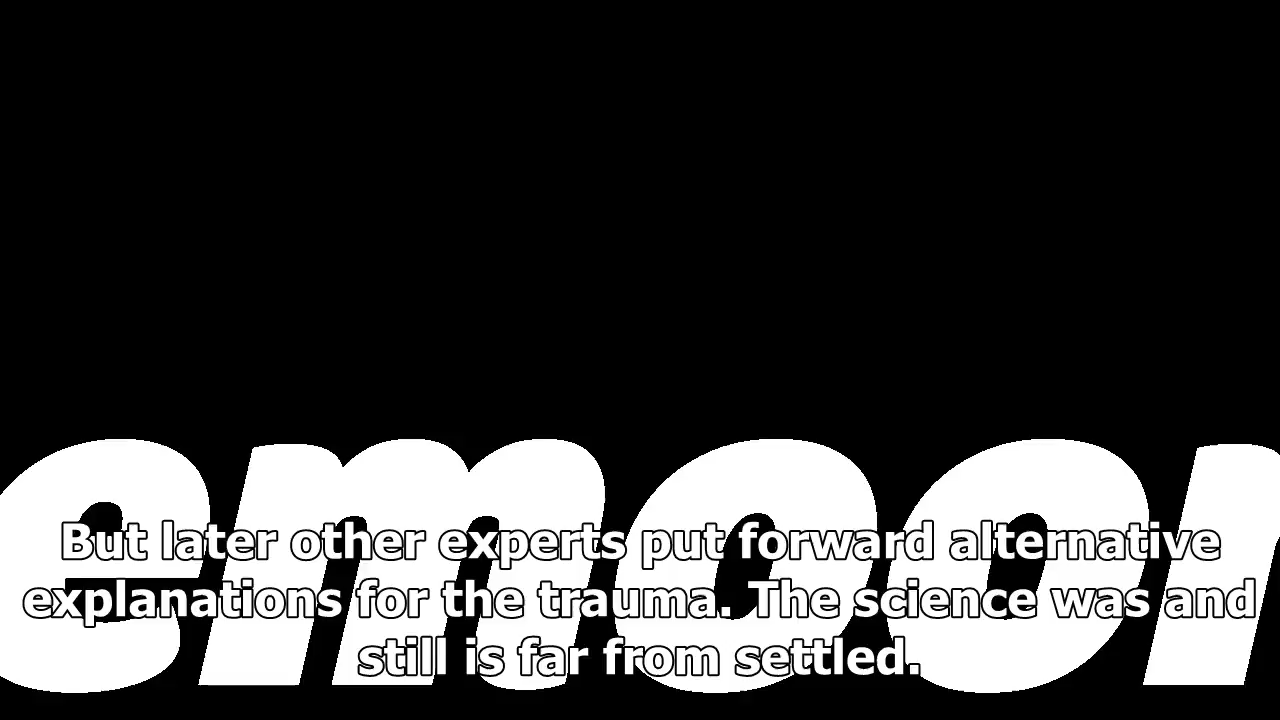 emoor
But later other experts put forward alternative
explanations for the trauma. The science was and
still is far from settled.